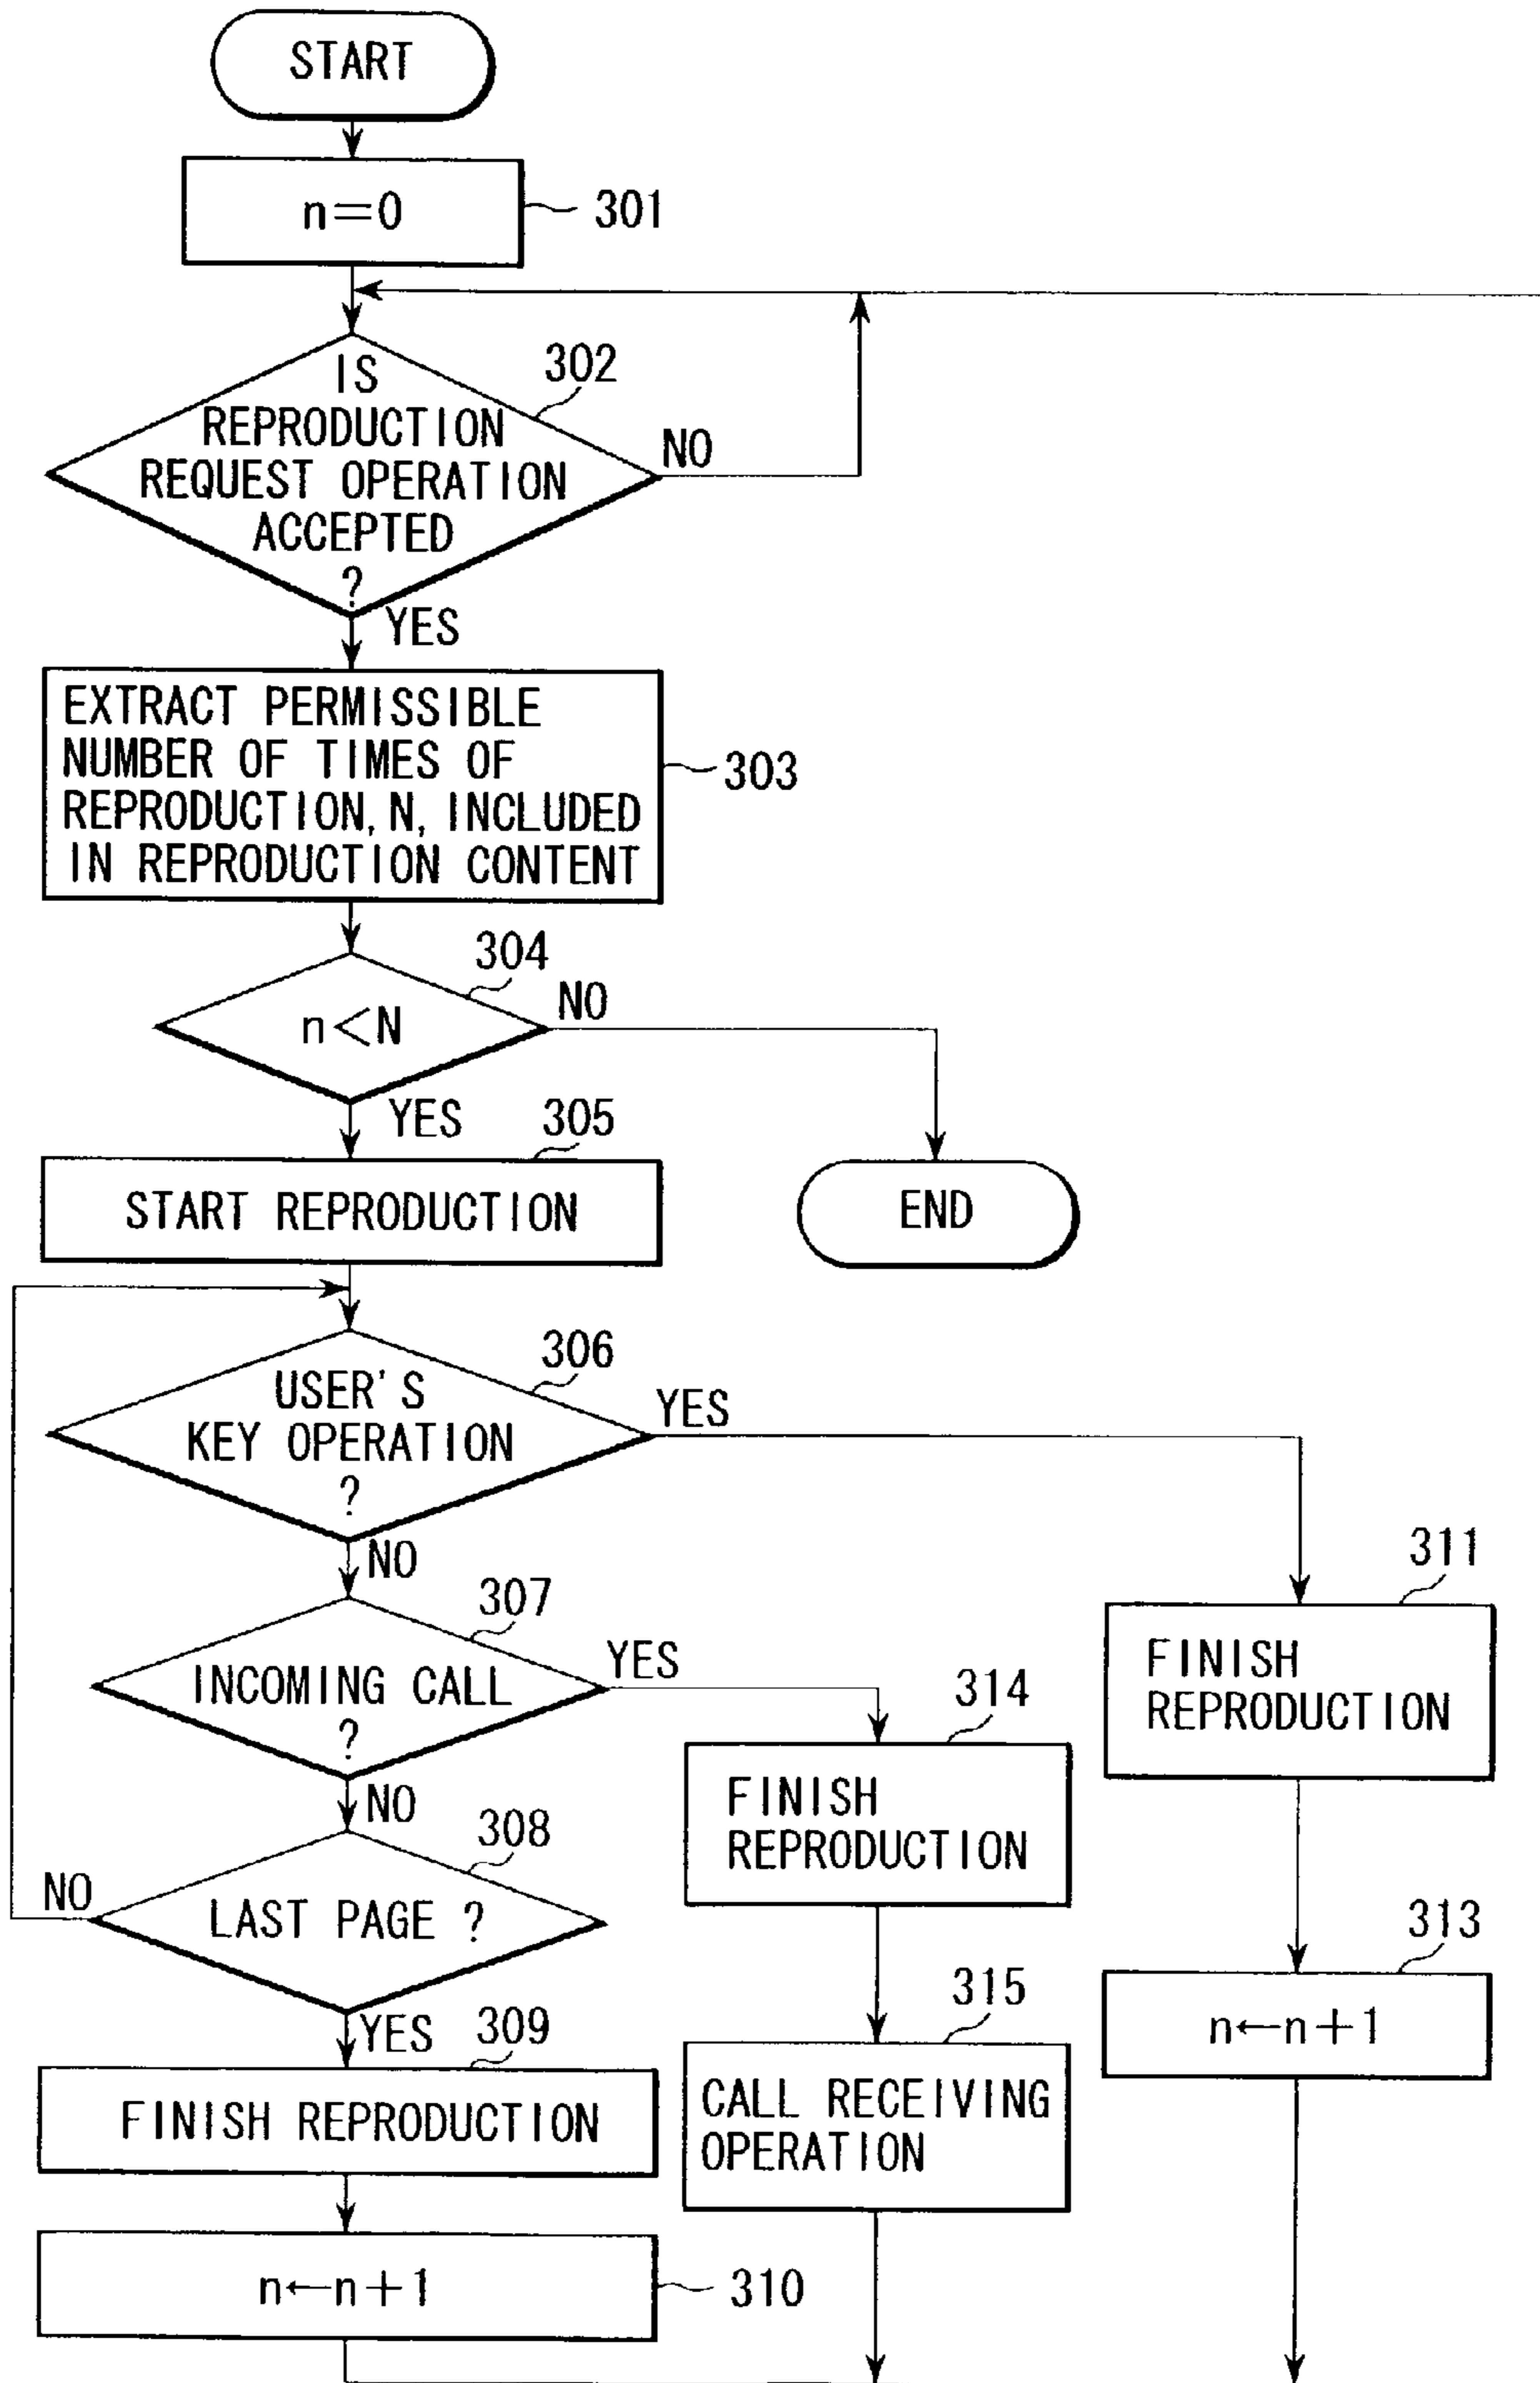 START
n=0
301
IS
REPRODUCTION
REQUEST OPERATION
ACCEPTED
?
302
NO
YES
EXTRACT PERMISSIBLE
NUMBER OF TIMES OF
REPRODUCTION, N, INCLUDED
IN REPRODUCTION CONTENT
303
304
n<N
NO
YES
305
START REPRODUCTION
END
306
USER'S
KEY OPERATION
?
YES
NO
307
INCOMING CALL
?
YES
NO
311
FINISH
REPRODUCTION
314
FINISH
REPRODUCTION
308
LAST PAGE ?
NO
YES
313
n←n+1
315
CALL RECEIVING
OPERATION
309
FINISH REPRODUCTION
n←n+1
310